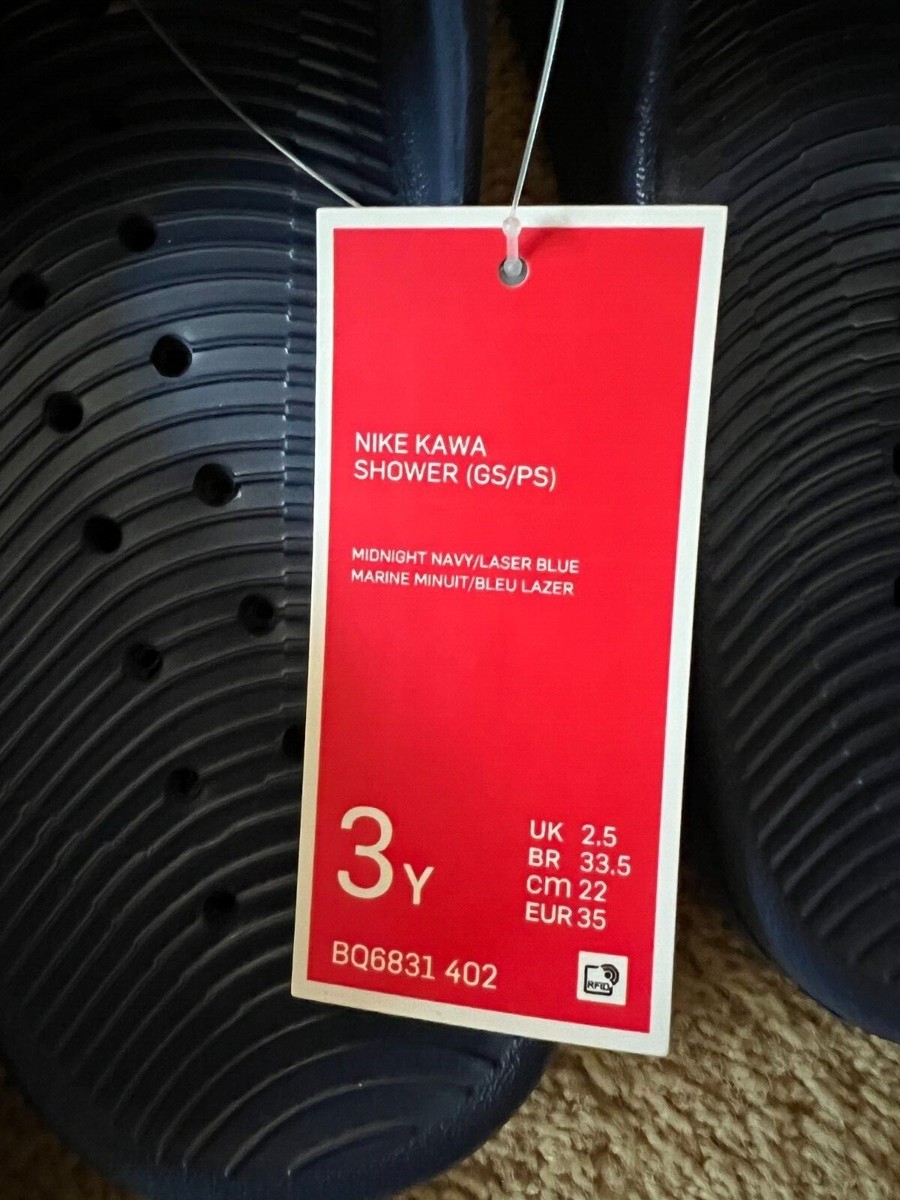 NIKE KAWA
SHOWER (GS/PS)
MIDNIGHT NAVY/LASER BLUE
MARINE MINUIT/BLEU LAZER
3Y
UK 2.5
BR 33.5
cm 22
EUR 35
BQ6831 402
RFID